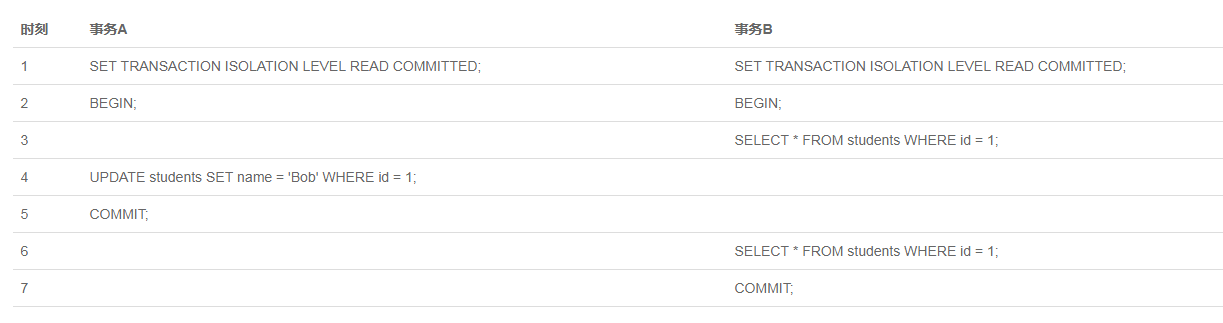 时刻 事务A 事务B
1 SET TRANSACTION ISOLATION LEVEL READ COMMITTED; SET TRANSACTION ISOLATION LEVEL READ COMMITTED;
2 BEGIN; BEGIN;
3 SELECT * FROM students WHERE id = 1;
4 UPDATE students SET name = 'Bob' WHERE id = 1;
5 COMMIT;
6 SELECT * FROM students WHERE id = 1;
7 COMMIT;